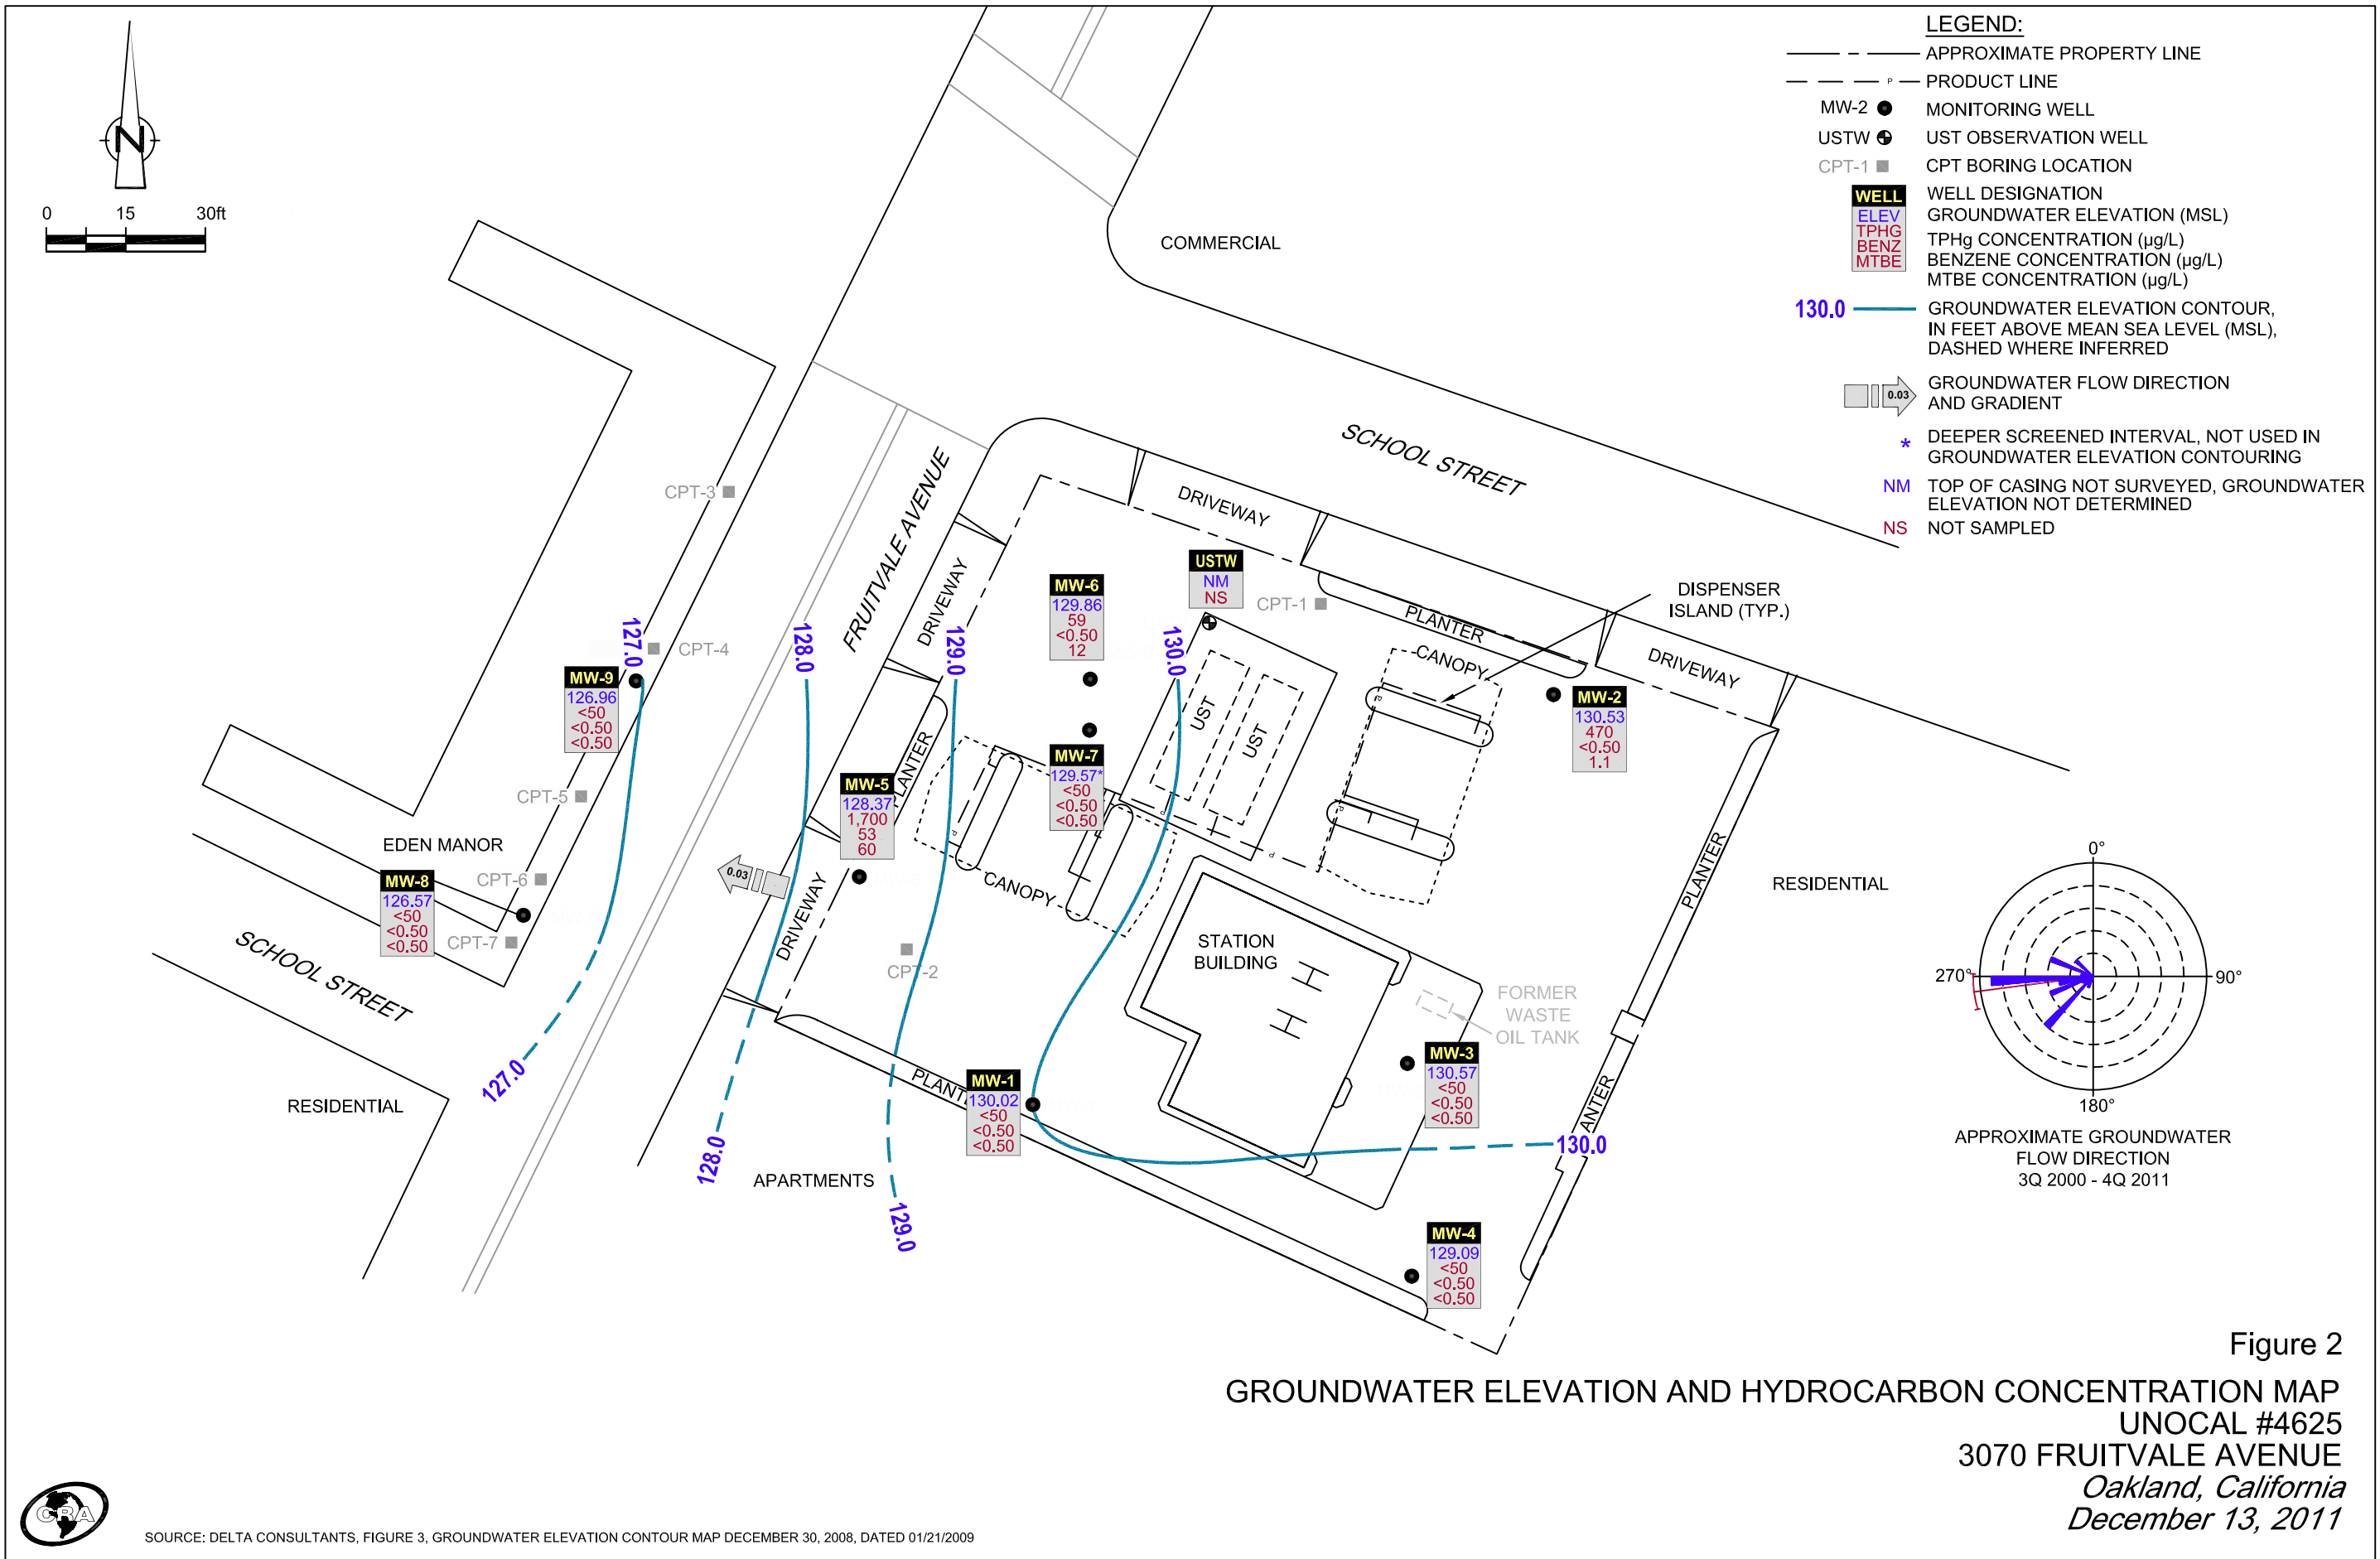 N
0 15 30ft
LEGEND:
APPROXIMATE PROPERTY LINE
P PRODUCT LINE
MW-2 MONITORING WELL
USTW UST OBSERVATION WELL
CPT-1 CPT BORING LOCATION
WELL WELL DESIGNATION
ELEV GROUNDWATER ELEVATION (MSL)
TPHG TPHg CONCENTRATION (µg/L)
BENZ BENZENE CONCENTRATION (µg/L)
MTBE MTBE CONCENTRATION (µg/L)
130.0 GROUNDWATER ELEVATION CONTOUR,
IN FEET ABOVE MEAN SEA LEVEL (MSL),
DASHED WHERE INFERRED
0.03 GROUNDWATER FLOW DIRECTION
AND GRADIENT
* DEEPER SCREENED INTERVAL, NOT USED IN
GROUNDWATER ELEVATION CONTOURING
NM TOP OF CASING NOT SURVEYED, GROUNDWATER
ELEVATION NOT DETERMINED
NS NOT SAMPLED
COMMERCIAL
SCHOOL STREET
FRUITVALE AVENUE
DRIVEWAY
DRIVEWAY
DRIVEWAY
DRIVEWAY
CPT-3
CPT-4
CPT-5
CPT-6
CPT-7
CPT-1
CPT-2
USTW
NM
NS
DISPENSER
ISLAND (TYP.)
PLANTER
CANOPY
UST
UST
P
P
P
P
P
MW-6
129.86
59
<0.50
12
MW-7
129.57*
<50
<0.50
<0.50
MW-2
130.53
470
<0.50
1.1
MW-9
126.96
<50
<0.50
<0.50
MW-5
128.37
1,700
53
60
LANTER
127.0
128.0
129.0
130.0
EDEN MANOR
MW-8
126.57
<50
<0.50
<0.50
0.03
CANOPY
SCHOOL STREET
STATION
BUILDING
FORMER
WASTE
OIL TANK
PLANTER
RESIDENTIAL
MW-3
130.57
<50
<0.50
<0.50
MW-1
130.02
<50
<0.50
<0.50
PLANT
ANTER
127.0
128.0
129.0
130.0
RESIDENTIAL
APARTMENTS
MW-4
129.09
<50
<0.50
<0.50
0°
270°
90°
180°
APPROXIMATE GROUNDWATER
FLOW DIRECTION
3Q 2000 - 4Q 2011
Figure 2
GROUNDWATER ELEVATION AND HYDROCARBON CONCENTRATION MAP
UNOCAL #4625
3070 FRUITVALE AVENUE
Oakland, California
December 13, 2011
CRA
SOURCE: DELTA CONSULTANTS, FIGURE 3, GROUNDWATER ELEVATION CONTOUR MAP DECEMBER 30, 2008, DATED 01/21/2009